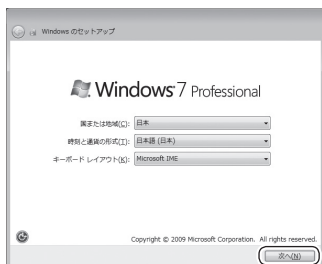 Windows のセットアップ
Windows 7 Professional
国または地域(C): 日本
時刻と通貨の形式(T): 日本語 (日本)
キーボード レイアウト(K): Microsoft IME
Copyright © 2009 Microsoft Corporation. All rights reserved.
次へ(N)